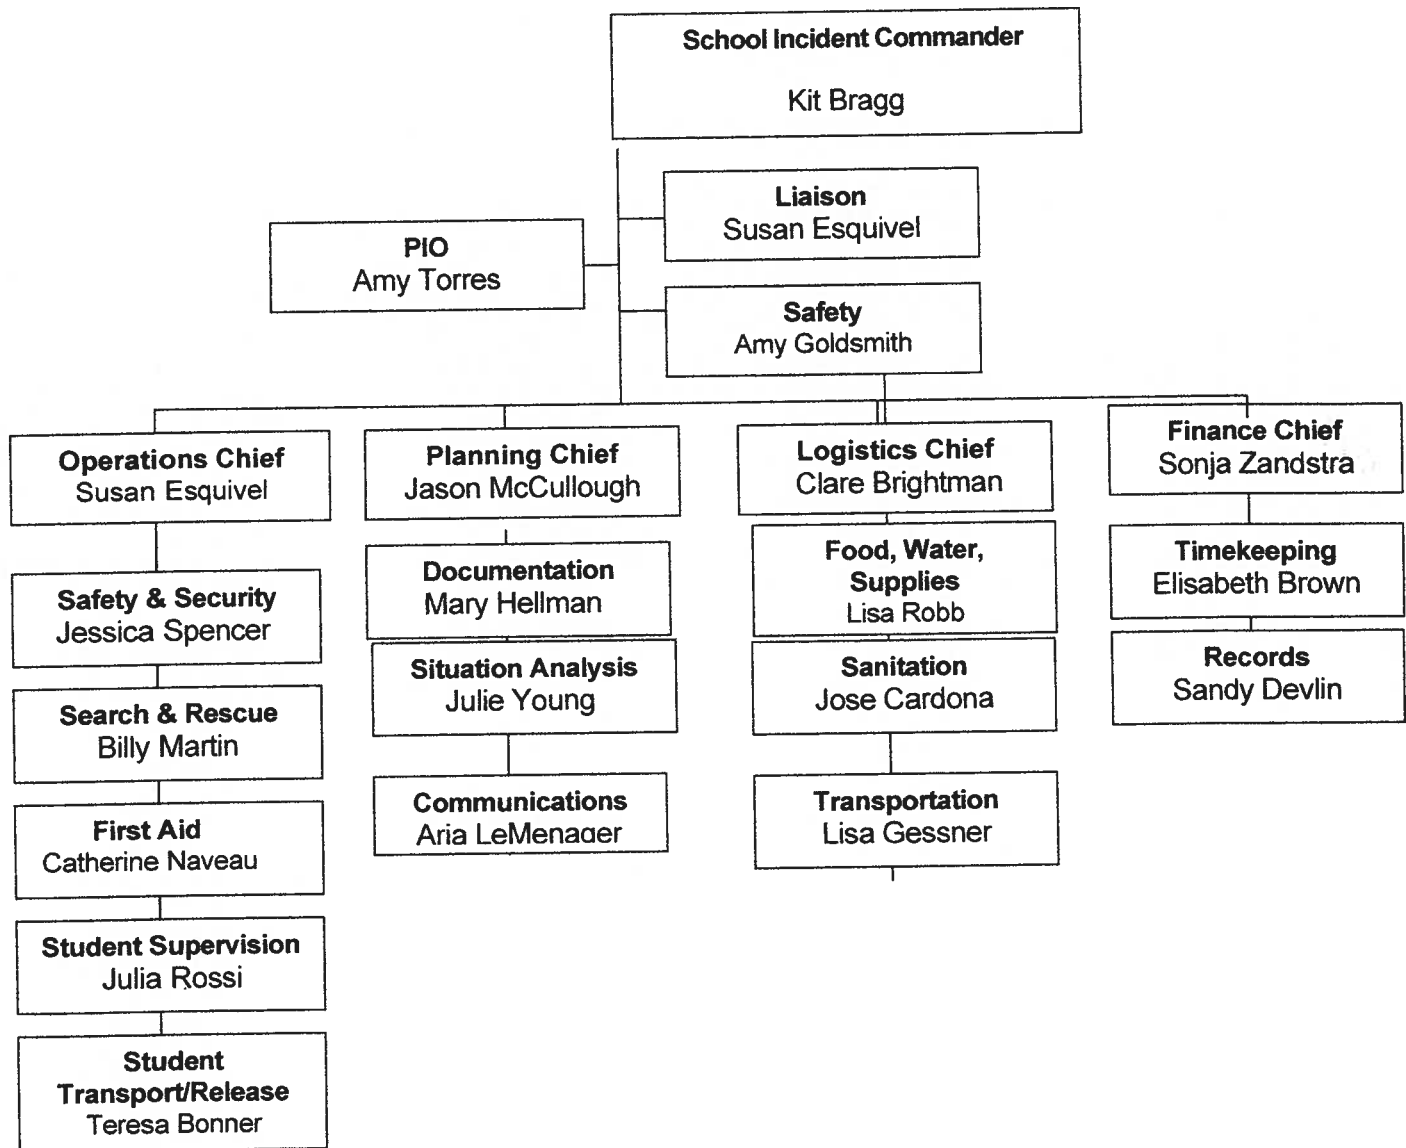 School Incident Commander
Kit Bragg
Liaison
Susan Esquivel
PIO
Amy Torres
Safety
Amy Goldsmith
Operations Chief
Susan Esquivel
Safety & Security
Jessica Spencer
Search & Rescue
Billy Martin
First Aid
Catherine Naveau
Student Supervision
Julia Rossi
Student
Transport/Release
Teresa Bonner
Planning Chief
Jason McCullough
Documentation
Mary Hellman
Situation Analysis
Julie Young
Communications
Aria LeMenager
Logistics Chief
Clare Brightman
Food, Water,
Supplies
Lisa Robb
Sanitation
Jose Cardona
Transportation
Lisa Gessner
Finance Chief
Sonja Zandstra
Timekeeping
Elisabeth Brown
Records
Sandy Devlin